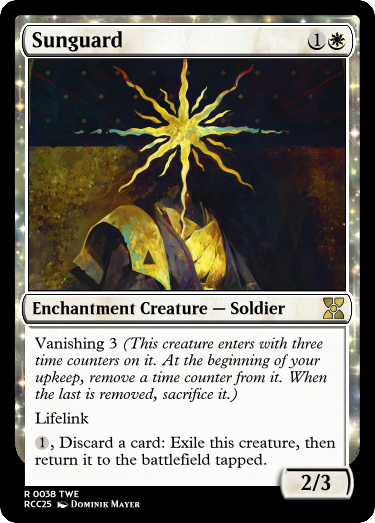 Sunguard 1
Enchantment Creature — Soldier
Vanishing 3 (This creature enters with three
time counters on it. At the beginning of your
upkeep, remove a time counter from it. When
the last is removed, sacrifice it.)
Lifelink
1, Discard a card: Exile this creature, then
return it to the battlefield tapped.
2/3
R 0038 TWE
RCC25 Dominik Mayer